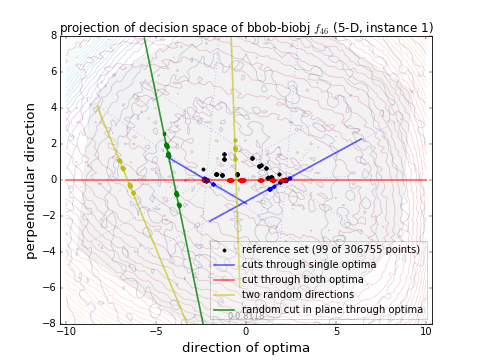 projection of decision space of bbob-biobj f46 (5-D, instance 1)
8
6
4
2
0
−2
−4
−6
−8
perpendicular direction
reference set (99 of 306755 points)
cuts through single optima
cut through both optima
two random directions
random cut in plane through optima
−10
−5
0
5
10
direction of optima